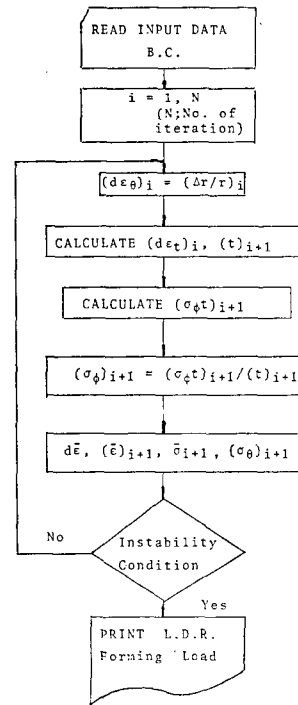 READ INPUT DATA
B.C.
i = 1, N
(N;No. of
iteration)
(dε_θ)_i = (Δr/r)_i
CALCULATE (dε_t)_i, (t)_{i+1}
CALCULATE (σ_ϕt)_{i+1}
(σ_ϕ)_{i+1} = (σ_ϕt)_{i+1}/(t)_{i+1}
dε̄, (ε̄)_{i+1}, σ̄_{i+1}, (σ_θ)_{i+1}
No
Instability
Condition
Yes
PRINT L.D.R.
Forming Load